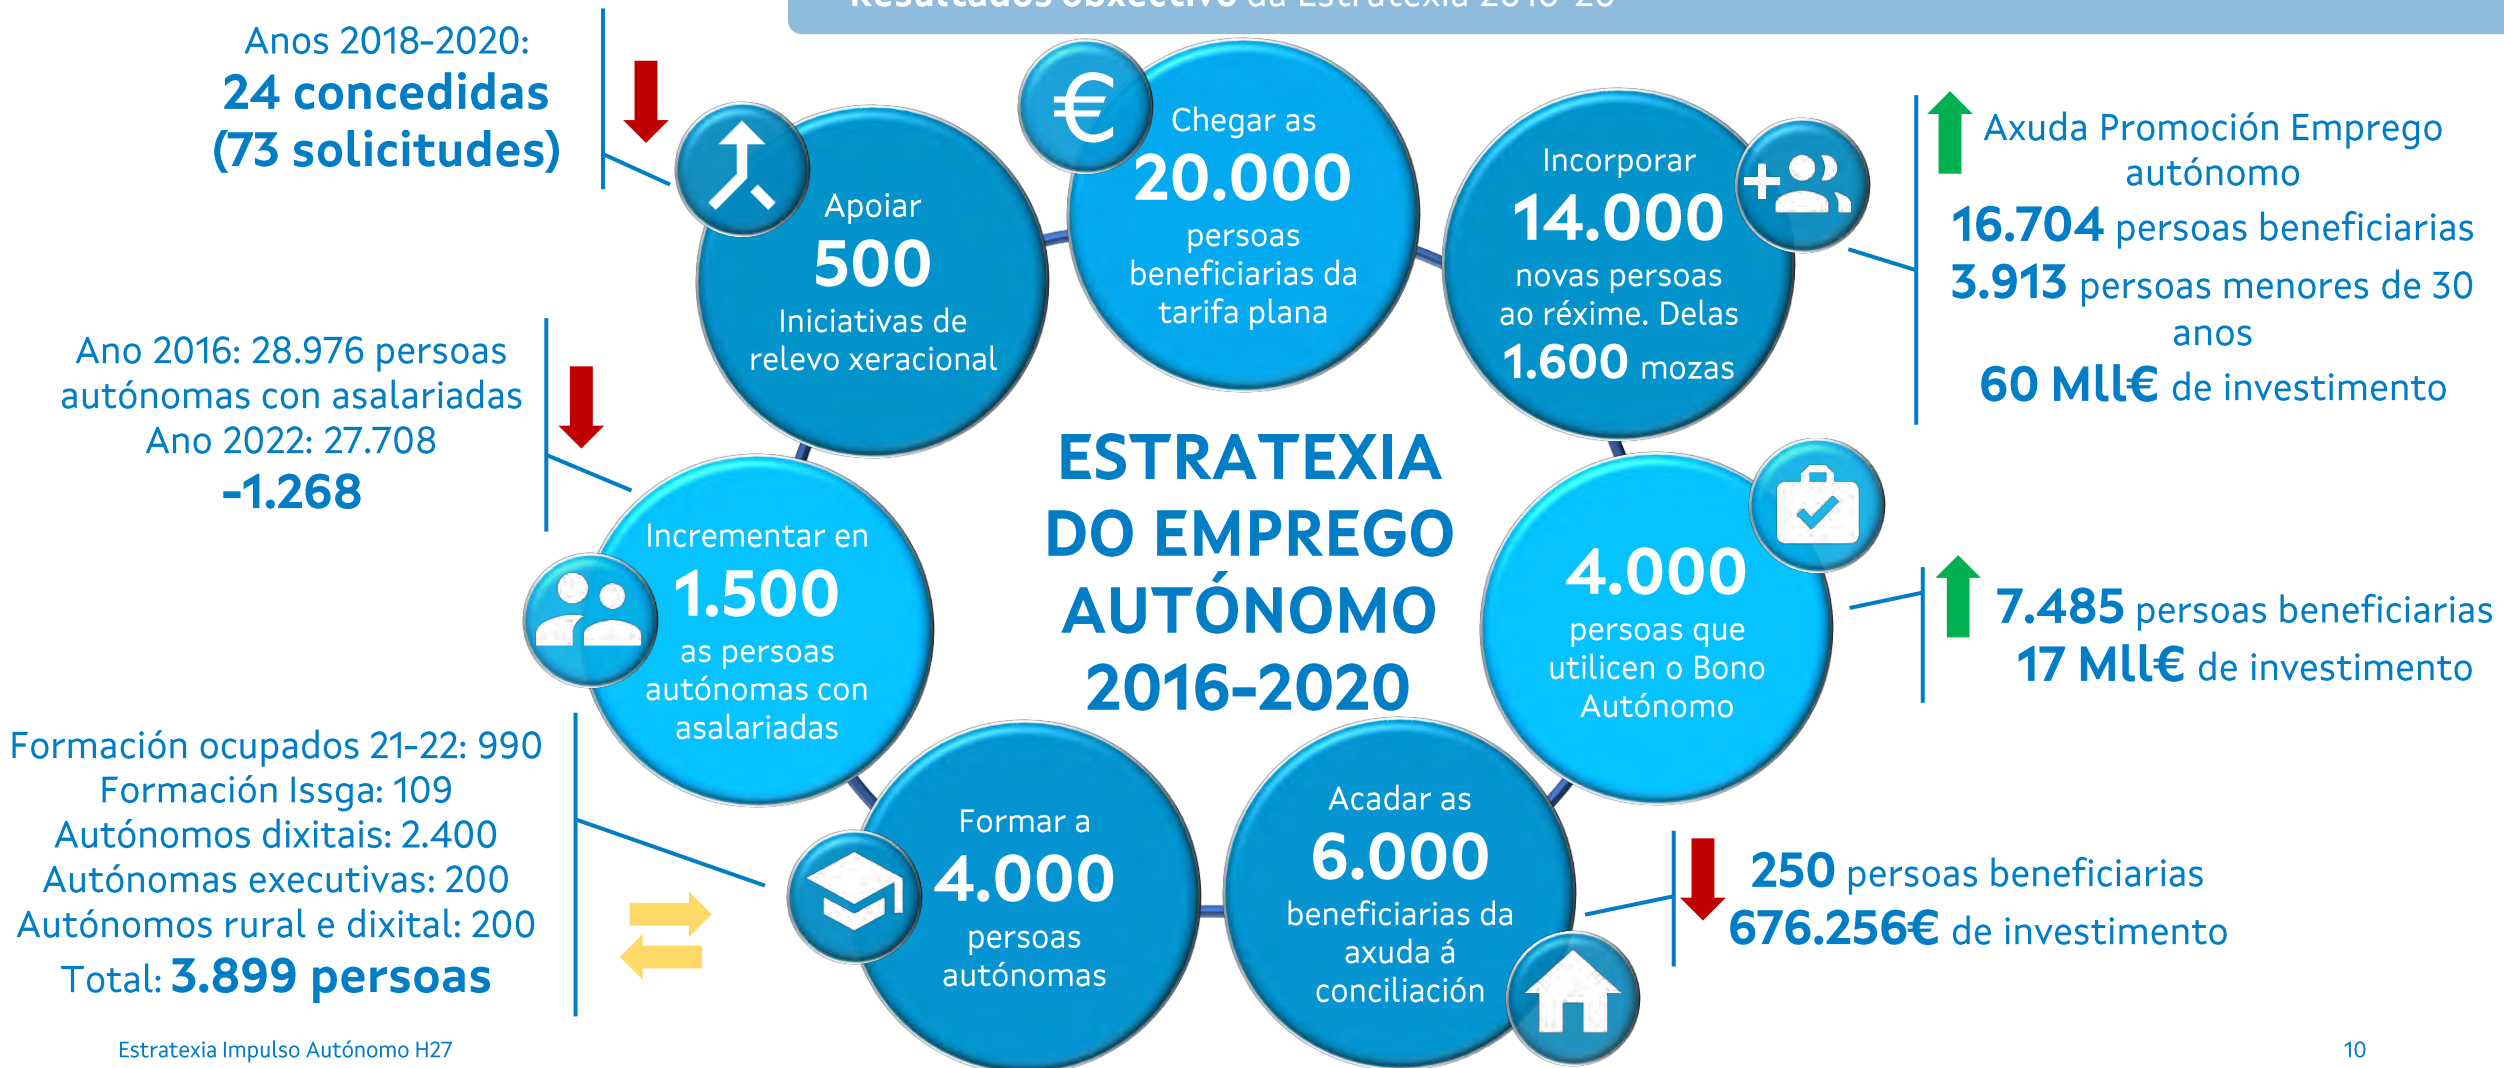 Resultados obxectivo da Estratexia 2016-20
Anos 2018-2020:
24 concedidas
(73 solicitudes)
Apoiar
500
Iniciativas de
relevo xeracional
€
Chegar as
20.000
persoas
beneficiarias da
tarifa plana
Incorporar
14.000
novas persoas
ao réxime. Delas
1.600 mozas
Axuda Promoción Emprego
autónomo
16.704 persoas beneficiarias
3.913 persoas menores de 30
anos
60 Mll€ de investimento
Ano 2016: 28.976 persoas
autónomas con asalariadas
Ano 2022: 27.708
-1.268
Incrementar en
1.500
as persoas
autónomas con
asalariadas
ESTRATEXIA
DO EMPREGO
AUTÓNOMO
2016-2020
4.000
persoas que
utilicen o Bono
Autónomo
7.485 persoas beneficiarias
17 Mll€ de investimento
Formación ocupados 21-22: 990
Formación Issga: 109
Autónomos dixitais: 2.400
Autónomas executivas: 200
Autónomos rural e dixital: 200
Total: 3.899 persoas
Formar a
4.000
persoas
autónomas
Acadar as
6.000
beneficiarias da
axuda á
conciliación
250 persoas beneficiarias
676.256€ de investimento
Estratexia Impulso Autónomo H27
10